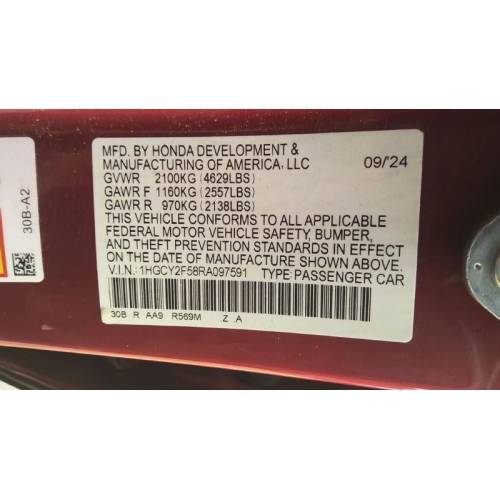 MFD. BY HONDA DEVELOPMENT &
MANUFACTURING OF AMERICA, LLC 09/'24
GVWR 2100KG (4629LBS)
GAWR F 1160KG (2557LBS)
GAWR R 970KG (2138LBS)
THIS VEHICLE CONFORMS TO ALL APPLICABLE
FEDERAL MOTOR VEHICLE SAFETY, BUMPER,
AND THEFT PREVENTION STANDARDS IN EFFECT
ON THE DATE OF MANUFACTURE SHOWN ABOVE.
V.I.N.: 1HGCY2F58RA097591 TYPE: PASSENGER CAR
30B R AA9 R569M Z A
30B-A2